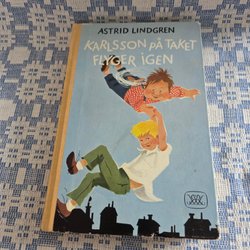 ASTRID LINDGREN
KARLSSON PÅ TAKET
FLYGER IGEN